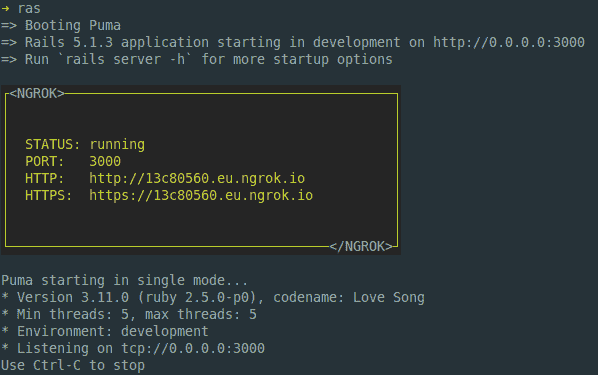 → ras
=> Booting Puma
=> Rails 5.1.3 application starting in development on http://0.0.0.0:3000
=> Run `rails server -h` for more startup options
<NGROK>
STATUS: running
PORT: 3000
HTTP: http://13c80560.eu.ngrok.io
HTTPS: https://13c80560.eu.ngrok.io
</NGROK>
Puma starting in single mode...
* Version 3.11.0 (ruby 2.5.0-p0), codename: Love Song
* Min threads: 5, max threads: 5
* Environment: development
* Listening on tcp://0.0.0.0:3000
Use Ctrl-C to stop